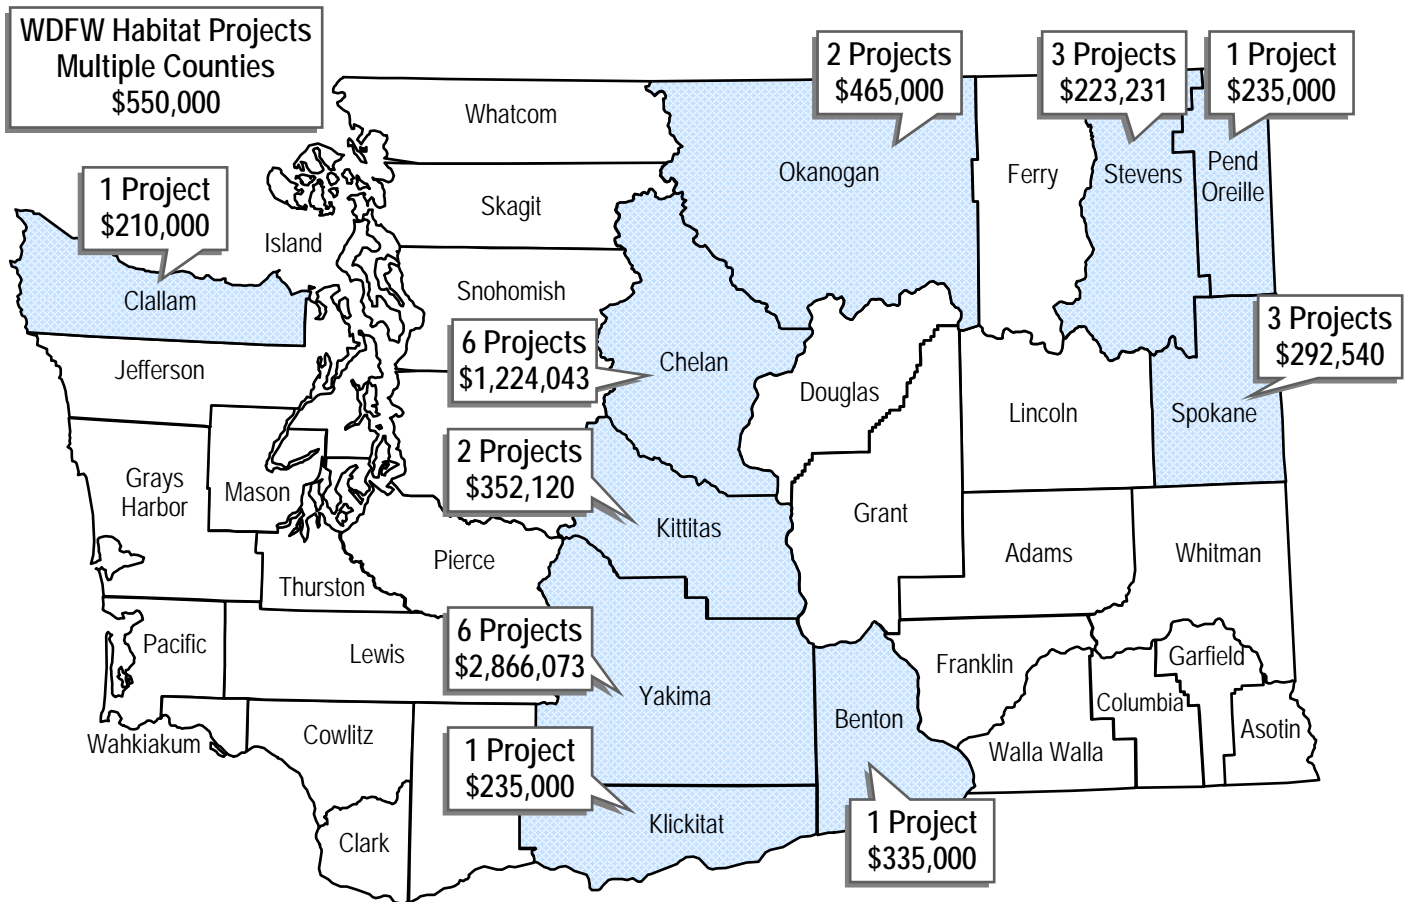 WDFW Habitat Projects
Multiple Counties
$550,000
2 Projects
$465,000
3 Projects
$223,231
1 Project
$235,000
Whatcom
Okanogan
Ferry
Stevens
Pend
Oreille
1 Project
$210,000
Skagit
Island
Clallam
Snohomish
3 Projects
$292,540
6 Projects
$1,224,043
Chelan
Jefferson
Douglas
Lincoln
Spokane
2 Projects
$352,120
Grays
Harbor
Mason
Kittitas
Grant
Adams
Whitman
Pierce
Thurston
6 Projects
$2,866,073
Pacific
Lewis
Yakima
Franklin
Garfield
Columbia
Benton
Asotin
Wahkiakum
Cowlitz
Walla Walla
1 Project
$235,000
Klickitat
1 Project
$335,000
Clark